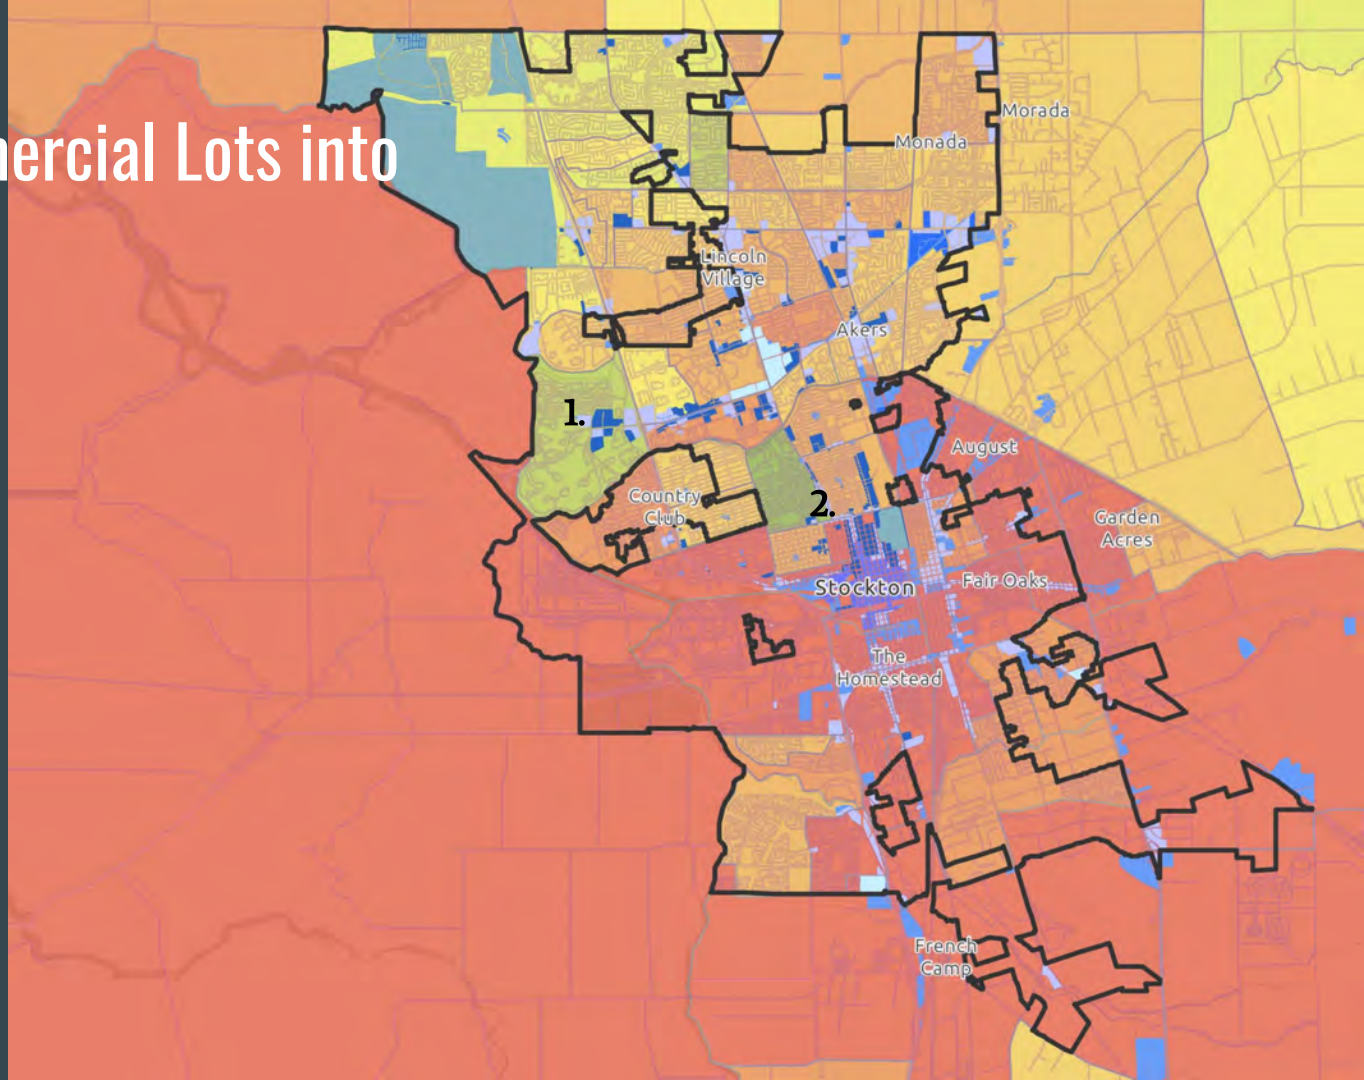 mercial Lots into
Morada
Monada
Lincoln
Village
Akers
1.
August
Country
Club
2.
Garden
Acres
Stockton
Fair Oaks
The
Homestead
French
Camp